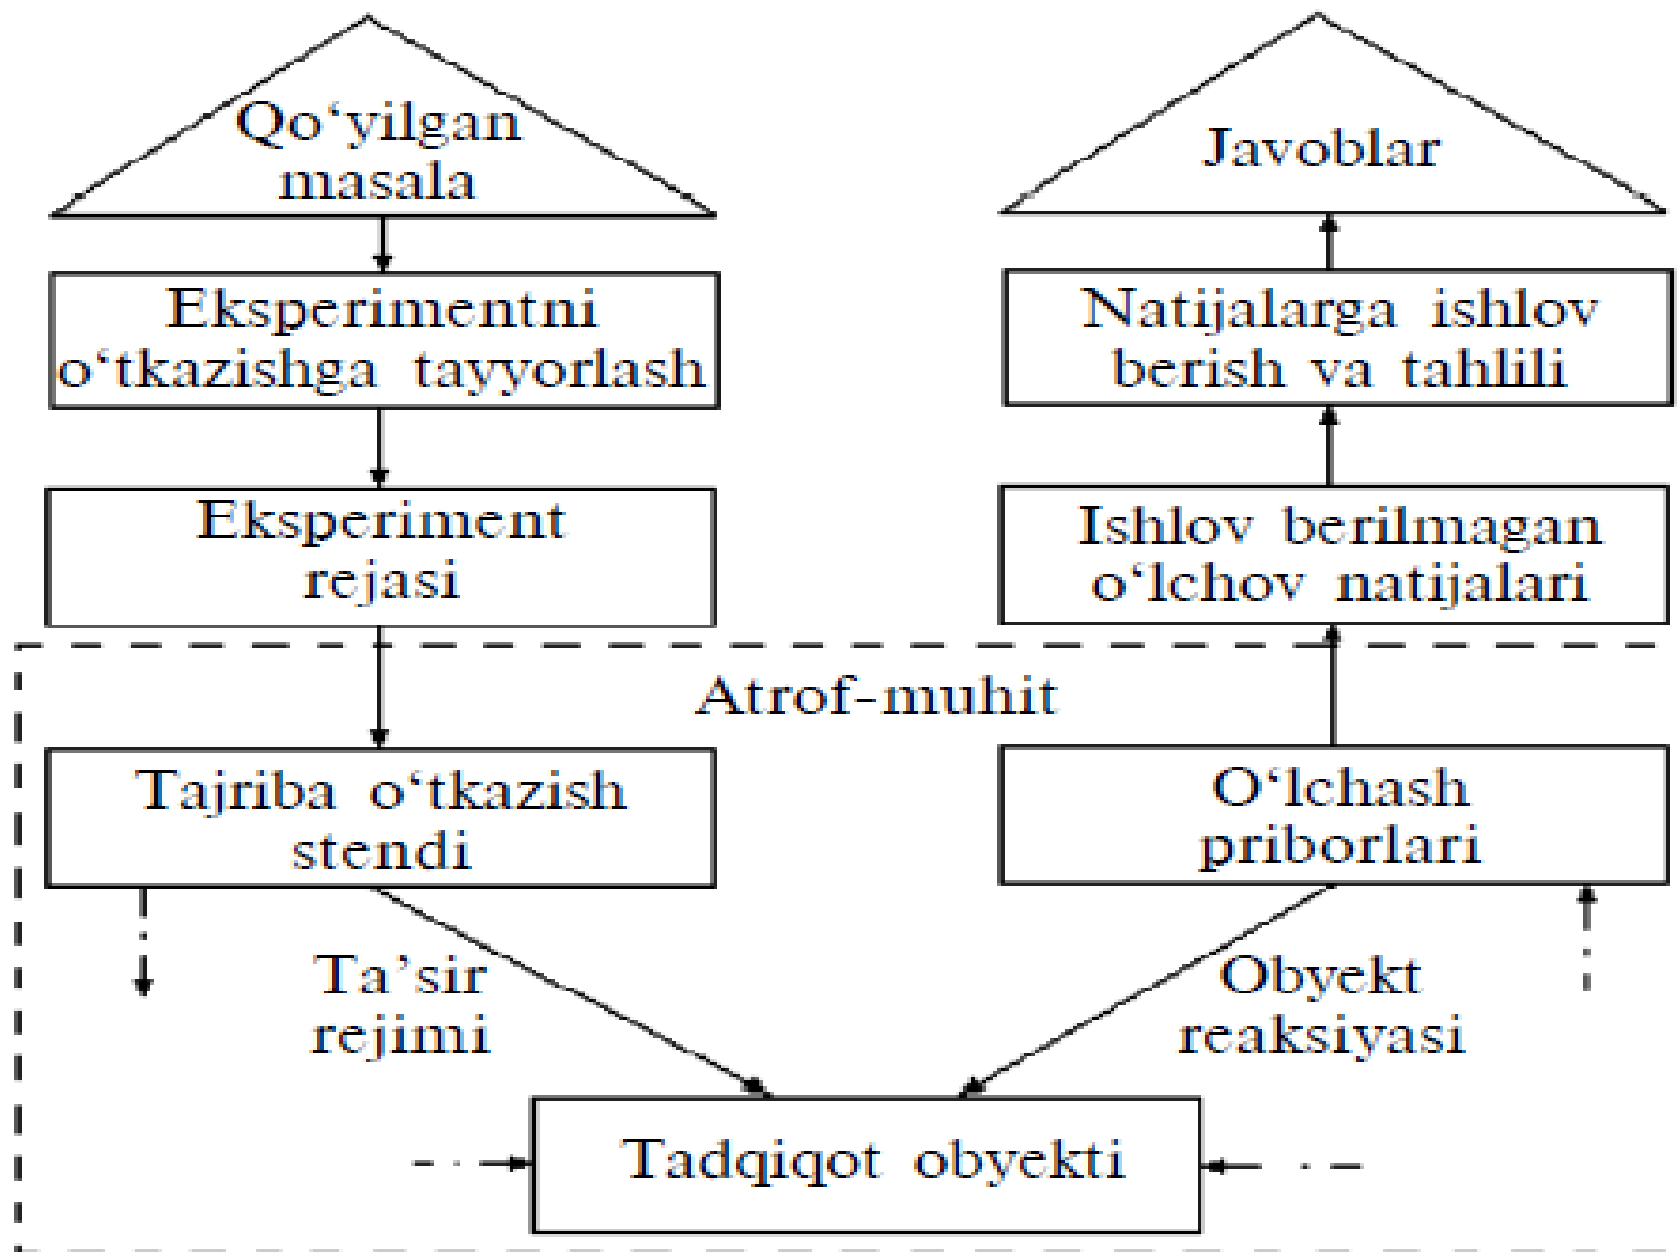 Qo‘yilgan
masala
Eksperimentni
o‘tkazishga tayyorlash
Eksperiment
rejasi
Javoblar
Natijalarga ishlov
berish va tahlili
Ishlov berilmagan
o‘lchov natijalari
Atrof-muhit
Tajriba o‘tkazish
stendi
O‘lchash
priborlari
Ta’sir
rejimi
Obyekt
reaksiyasi
Tadqiqot obyekti